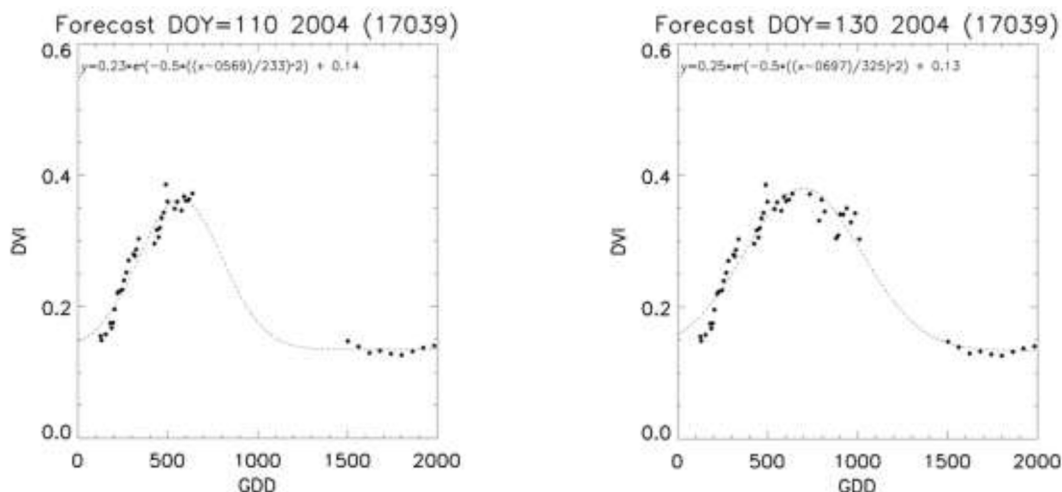 Forecast DOY=110 2004 (17039)
y=0.23*e^(-0.5*((x-0569)/233)^2) + 0.14
0.6
0.4
0.2
0.0
DVI
0 500 1000 1500 2000
GDD
Forecast DOY=130 2004 (17039)
y=0.25*e^(-0.5*((x-0697)/325)^2) + 0.13
0.6
0.4
0.2
0.0
DVI
0 500 1000 1500 2000
GDD